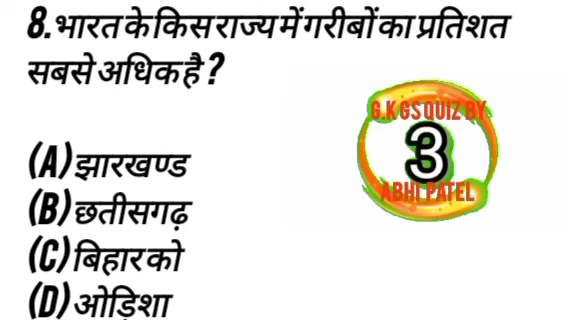 8.भारत के किस राज्य में गरीबों का प्रतिशत
सबसे अधिक है ?
(A) झारखण्ड
(B) छतीसगढ़
(C) बिहार को
(D) ओड़िशा
G.K GS QUIZ BY
3
ABHI PATEL